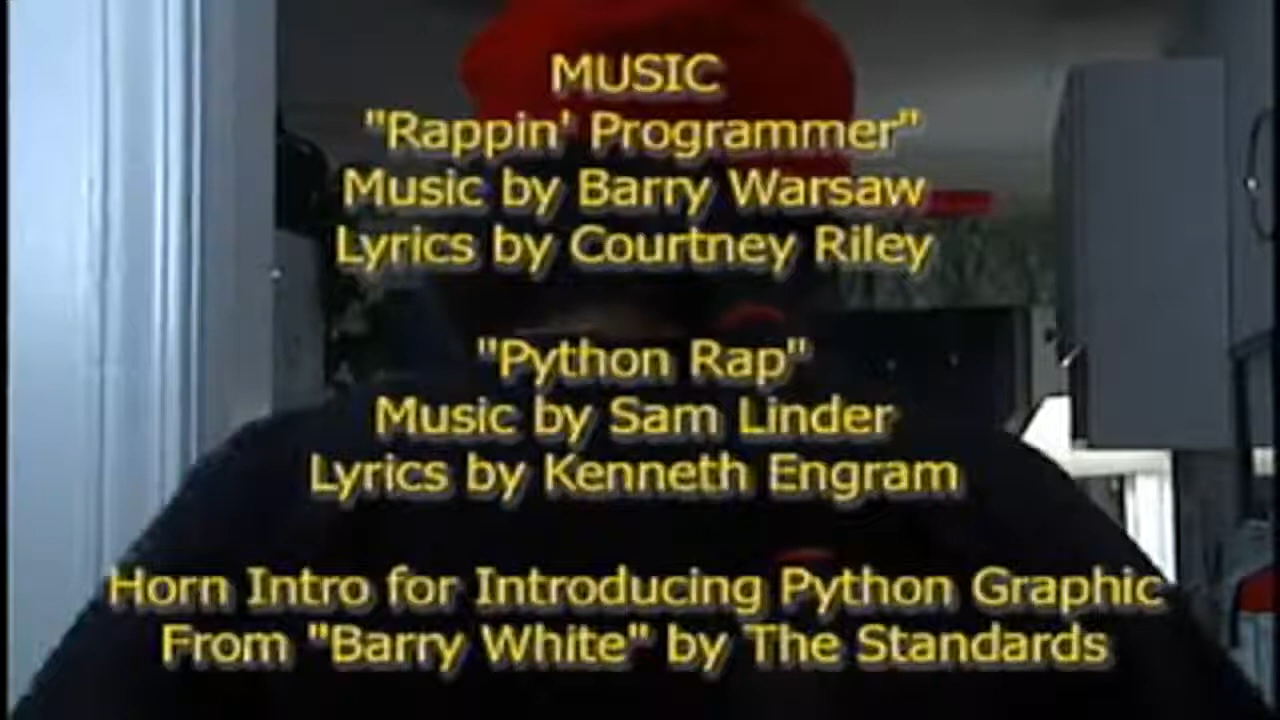 MUSIC
"Rappin' Programmer"
Music by Barry Warsaw
Lyrics by Courtney Riley
"Python Rap"
Music by Sam Linder
Lyrics by Kenneth Engram
Horn Intro for Introducing Python Graphic
From "Barry White" by The Standards